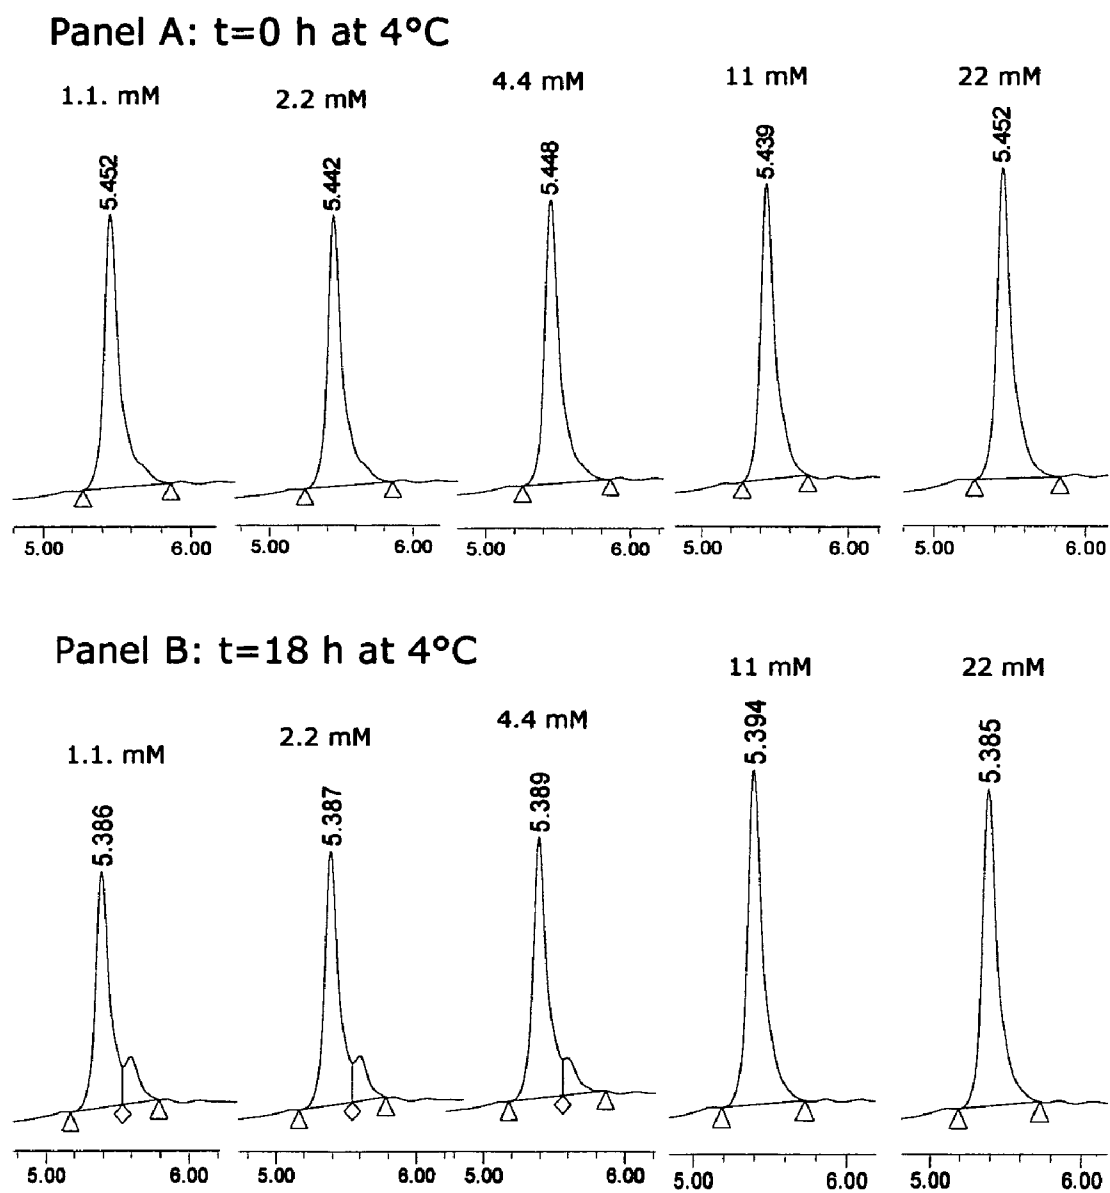 Panel A: t=0 h at 4ºC
1.1. mM
2.2 mM
4.4 mM
11 mM
22 mM
5.452
5.442
5.448
5.439
5.452
5.00 6.00
5.00 6.00
5.00 6.00
5.00 6.00
5.00 6.00
Panel B: t=18 h at 4ºC
1.1. mM
2.2 mM
4.4 mM
11 mM
22 mM
5.386
5.387
5.389
5.394
5.385
5.00 6.00
5.00 6.00
5.00 6.00
5.00 6.00
5.00 6.00